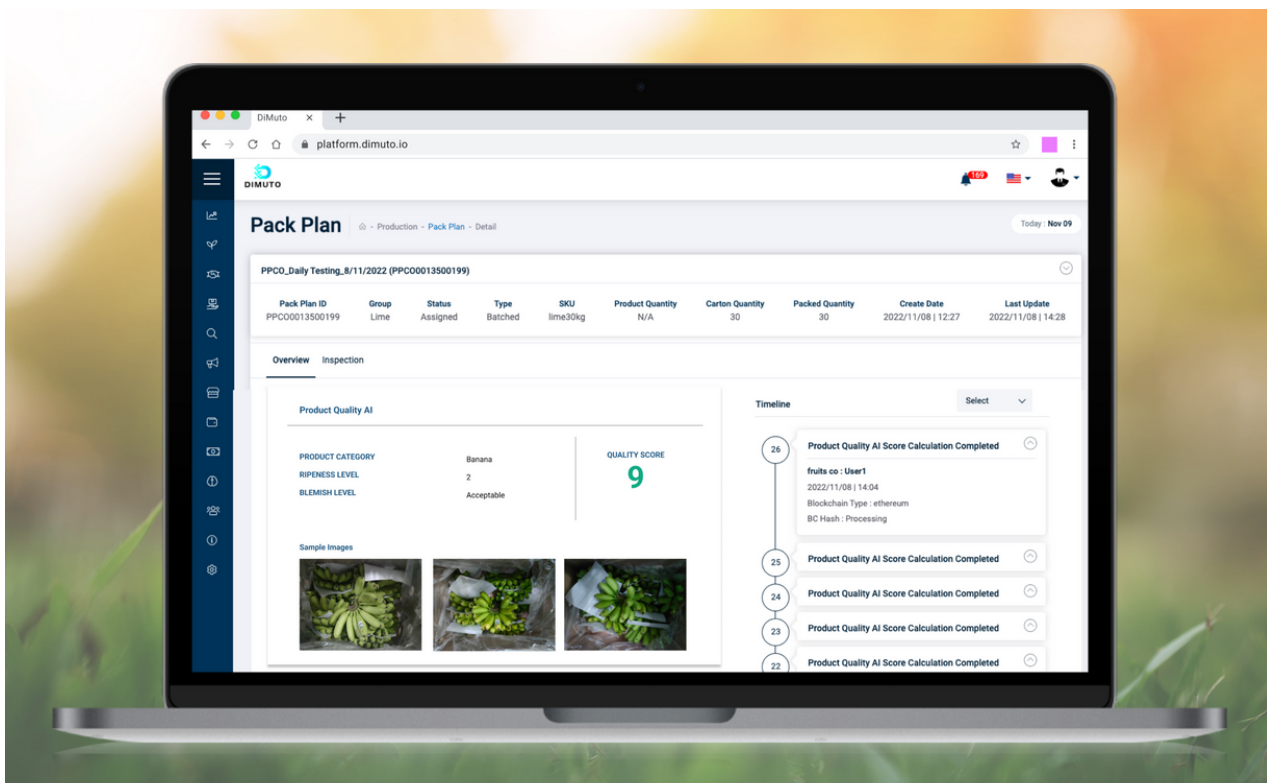 DiMuto
platform.dimuto.io
DIMUTO
169
Pack Plan
- Production - Pack Plan - Detail
Today : Nov 09
PPCO_Daily Testing_8/11/2022 (PPCO0013500199)
Pack Plan ID Group Status Type SKU Product Quantity Carton Quantity Packed Quantity Create Date Last Update
PPCO0013500199 Lime Assigned Batched lime30kg N/A 30 30 2022/11/08 | 12:27 2022/11/08 | 14:28
Overview Inspection
Product Quality AI
PRODUCT CATEGORY Banana
RIPENESS LEVEL 2
BLEMISH LEVEL Acceptable
QUALITY SCORE
9
Sample Images
Timeline
Select
26 Product Quality AI Score Calculation Completed
fruits co : User1
2022/11/08 | 14:04
Blockchain Type : ethereum
BC Hash : Processing
25 Product Quality AI Score Calculation Completed
24 Product Quality AI Score Calculation Completed
23 Product Quality AI Score Calculation Completed
22 Product Quality AI Score Calculation Completed